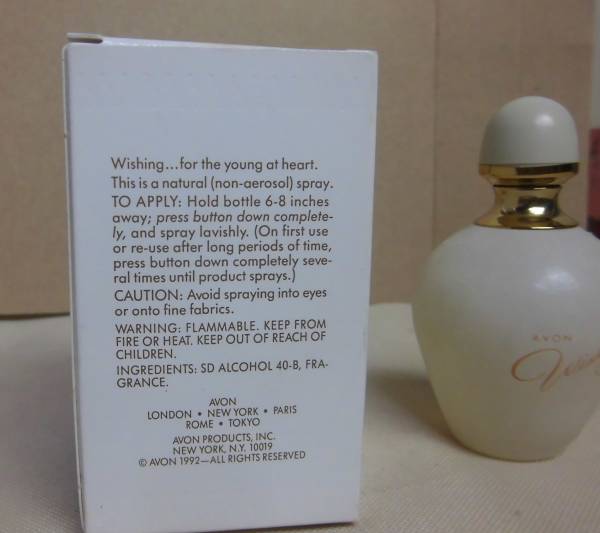 Wishing...for the young at heart.
This is a natural (non-aerosol) spray.
TO APPLY: Hold bottle 6-8 inches
away; press button down complete-
ly, and spray lavishly. (On first use
or re-use after long periods of time,
press button down completely seve-
ral times until product sprays.)
CAUTION: Avoid spraying into eyes
or onto fine fabrics.
WARNING: FLAMMABLE. KEEP FROM
FIRE OR HEAT. KEEP OUT OF REACH OF
CHILDREN.
INGREDIENTS: SD ALCOHOL 40-B, FRA-
GRANCE.
AVON
LONDON • NEW YORK • PARIS
ROME • TOKYO
AVON PRODUCTS, INC.
NEW YORK, N.Y. 10019
© AVON 1992—ALL RIGHTS RESERVED
AVON